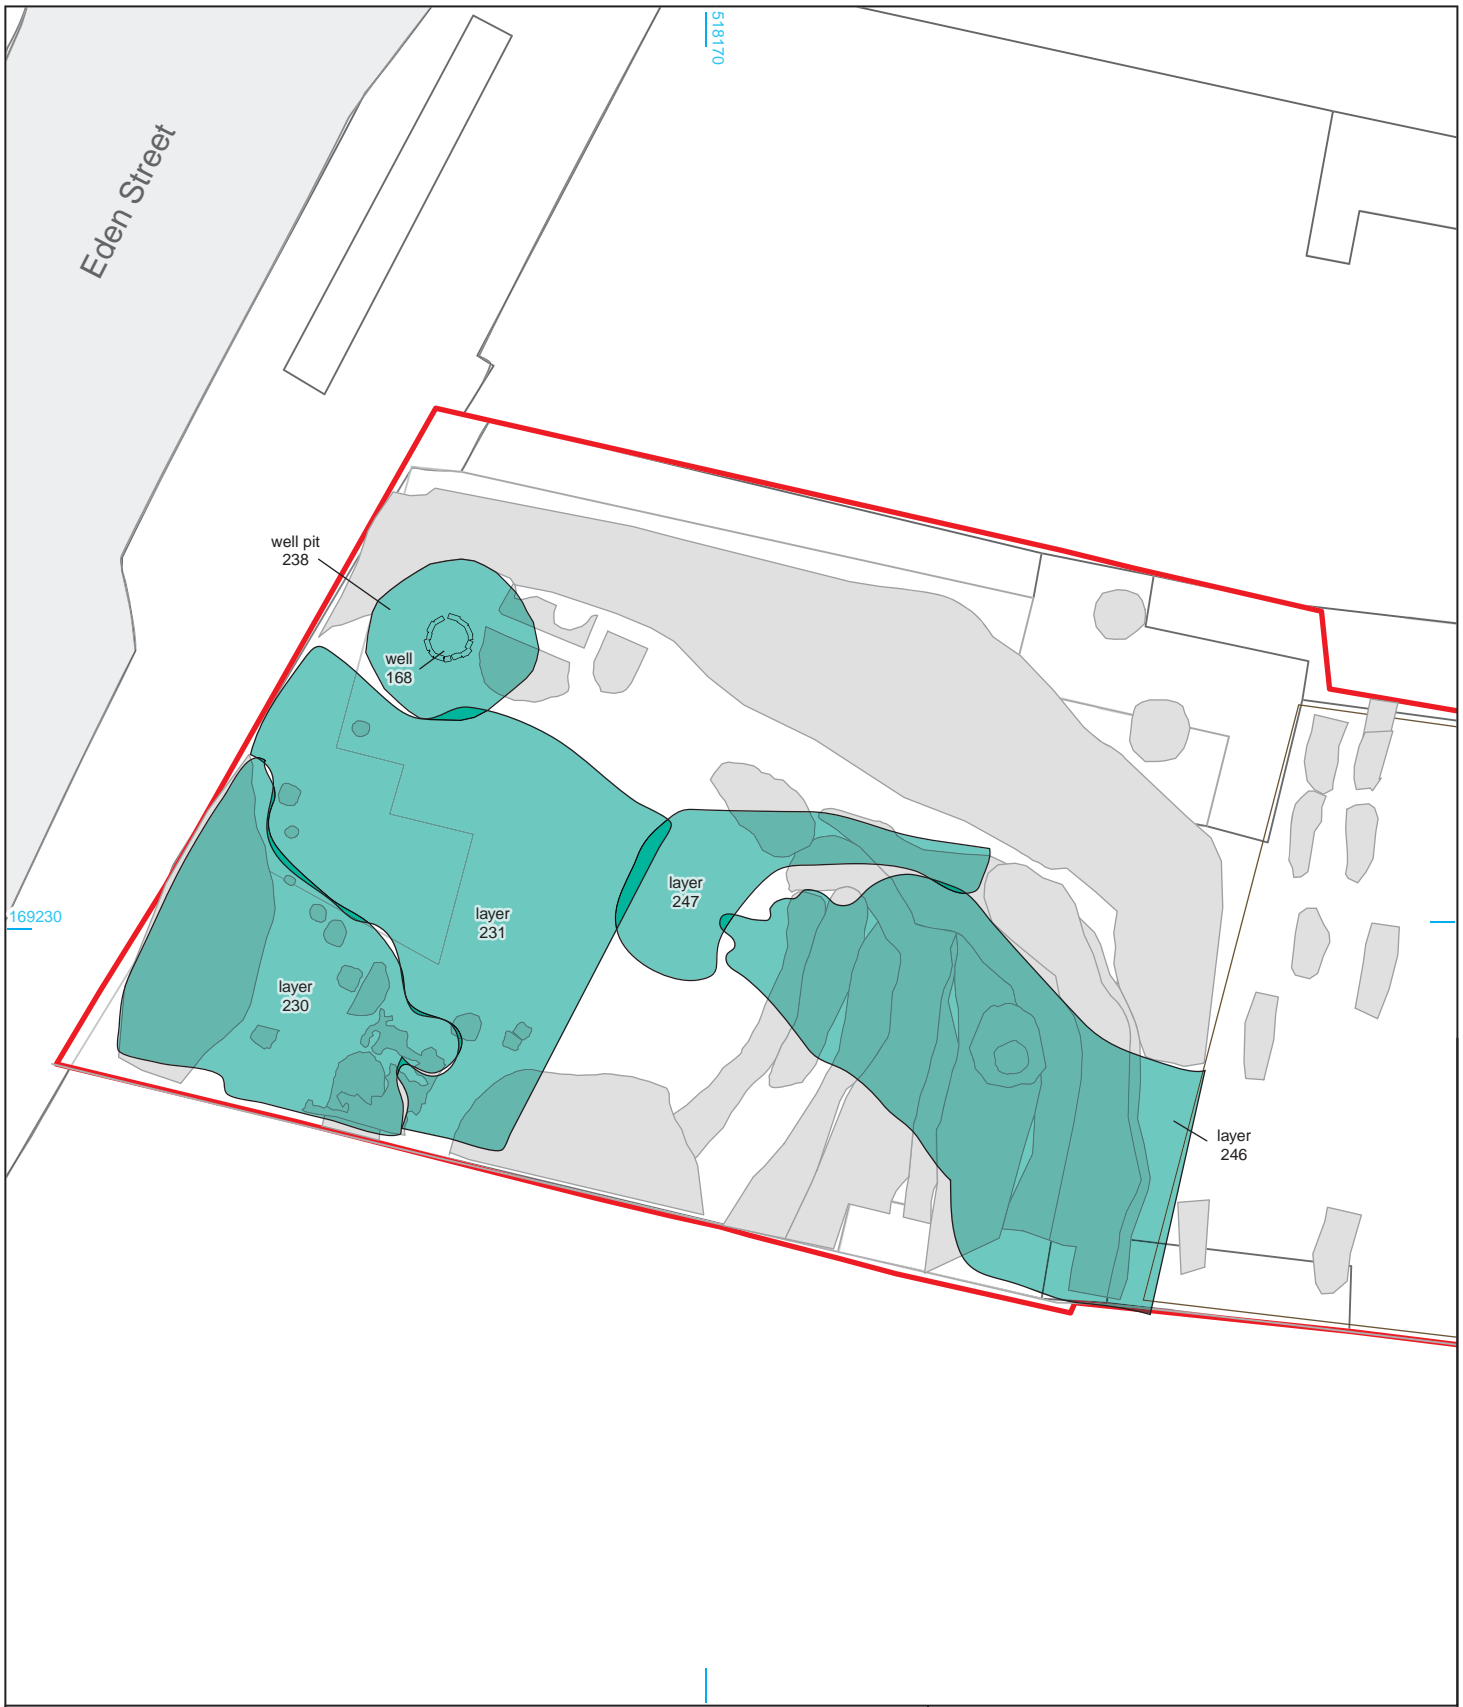 518170
Eden Street
well pit
238
well
168
layer
247
169230
layer
231
layer
230
layer
246